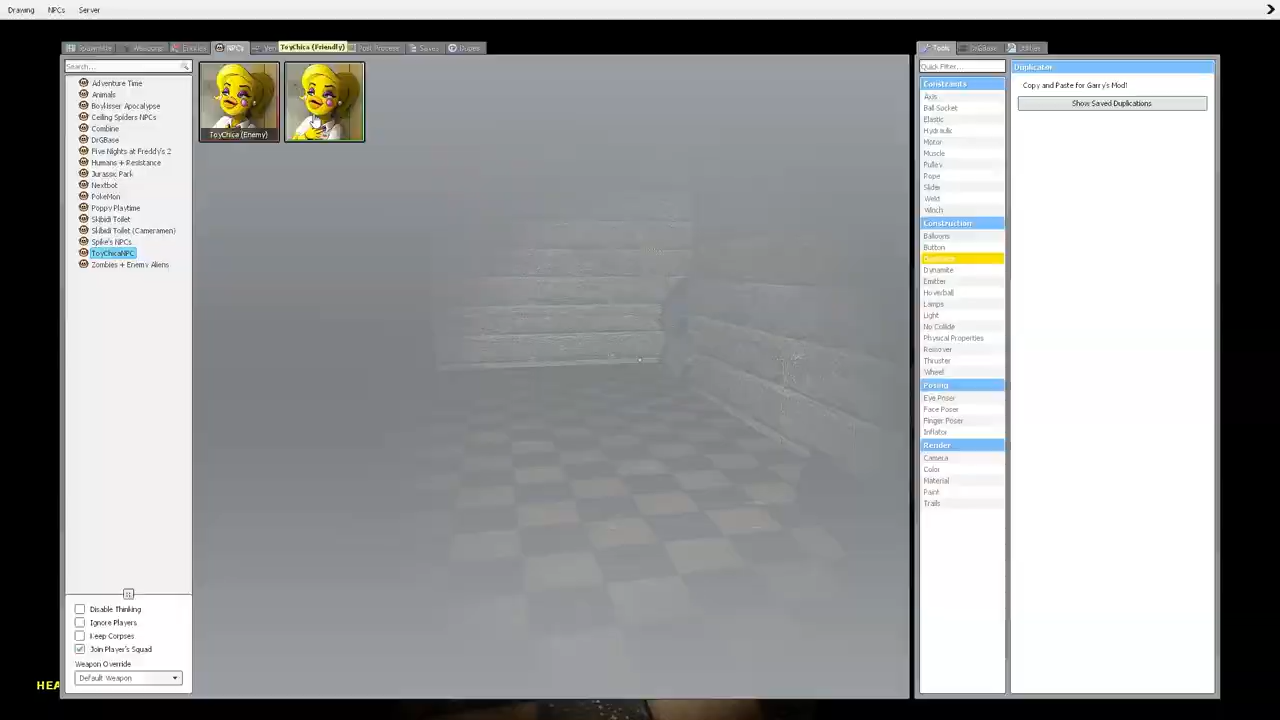 Drawing NPCs Server
Spawnlists Weapons Entities NPCs Veh ToyChica (Friendly) Post Process Saves Dupes
Tools Utilities
Search...
Adventure Time
Animals
Boykisser Apocalypse
Ceiling Spiders NPCs
Combine
DrGBase
Five Nights at Freddy's 2
Humans + Resistance
Jurassic Park
Nextbot
PokeMon
Poppy Playtime
Skibidi Toilet
Skibidi Toilet (Cameramen)
Spike's NPCs
ToyChicaNPC
Zombies + Enemy Aliens
ToyChica (Enemy)
Disable Thinking
Ignore Players
Keep Corpses
Join Player's Squad
Weapon Override
Default Weapon
HEA
Quick Filter...
Constraints
Axis
Ball Socket
Elastic
Hydraulic
Motor
Muscle
Pulley
Rope
Slider
Weld
Winch
Construction
Balloons
Button
Duplicator
Dynamite
Emitter
Hoverball
Lamps
Light
No Collide
Physical Properties
Remover
Thruster
Wheel
Posing
Eye Poser
Face Poser
Finger Poser
Inflator
Render
Camera
Color
Material
Paint
Trails
Duplicator
Copy and Paste for Garry's Mod!
Show Saved Duplications